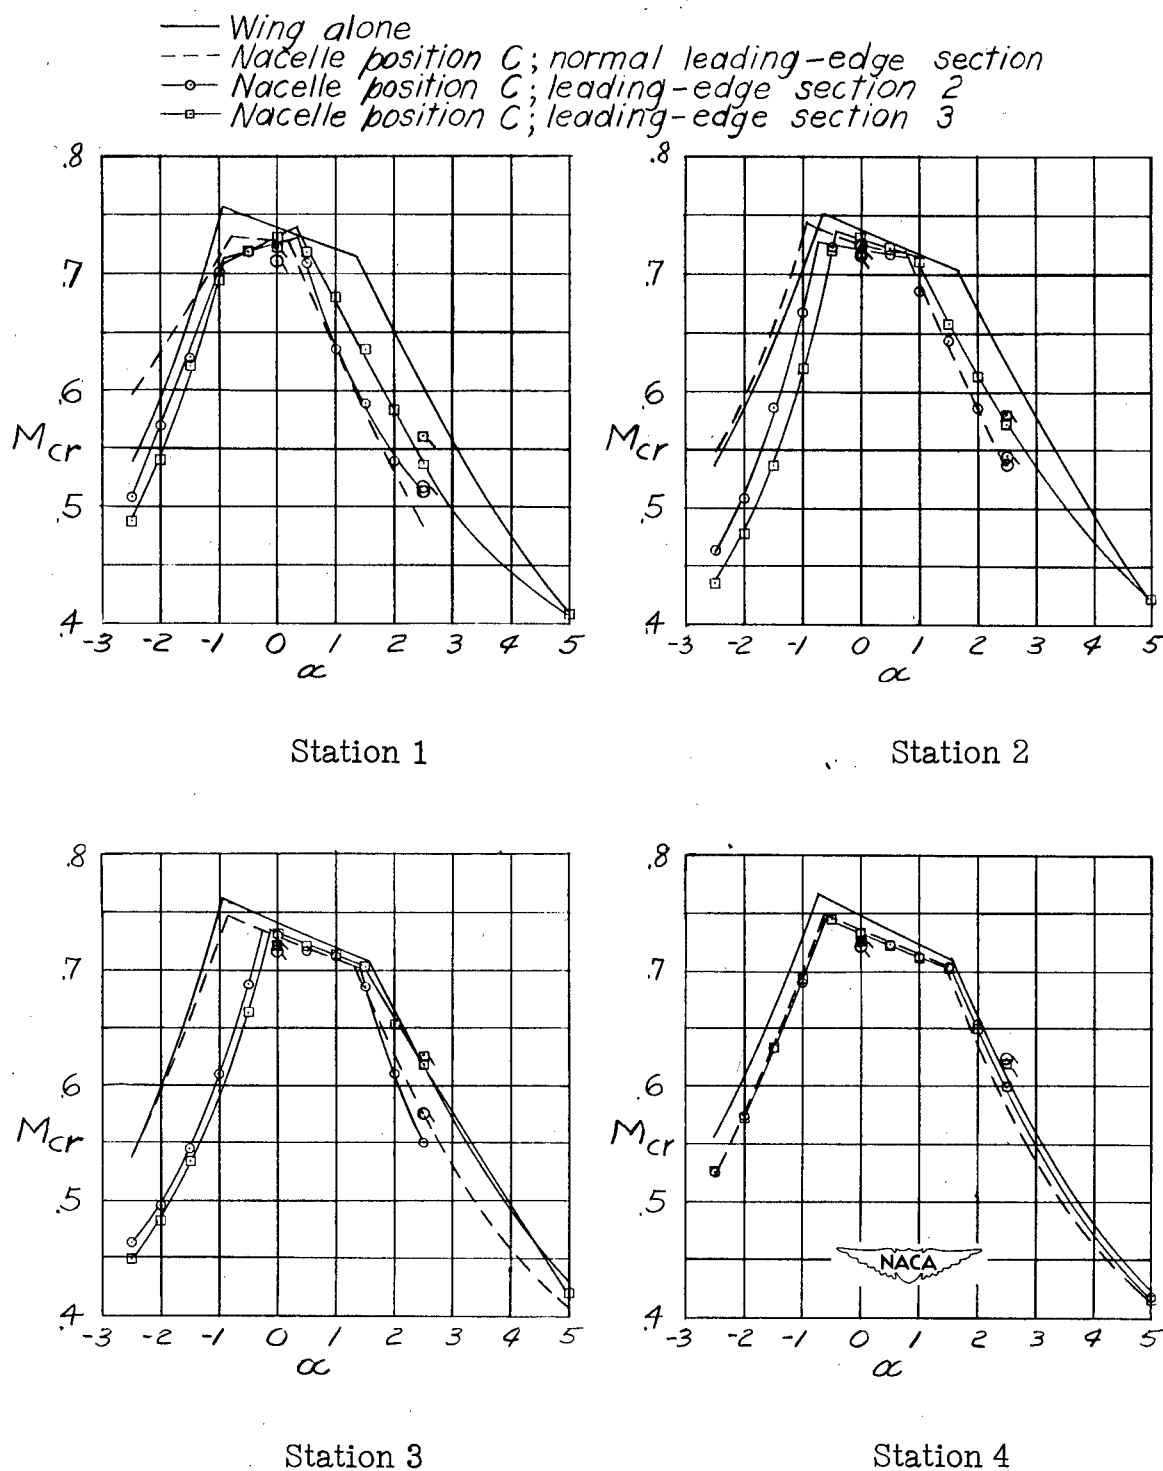 Wing alone
Nacelle position C; normal leading-edge section
Nacelle position C; leading-edge section 2
Nacelle position C; leading-edge section 3
.8 .8
.7 .7
.6 .6
Mcr Mcr
.5 .5
.4 .4
-3 -2 -1 0 1 2 3 4 5 -3 -2 -1 0 1 2 3 4 5
α α
Station 1 Station 2
.8 .8
.7 .7
.6 .6
Mcr Mcr
.5 .5
NACA
.4 .4
-3 -2 -1 0 1 2 3 4 5 -3 -2 -1 0 1 2 3 4 5
α α
Station 3 Station 4